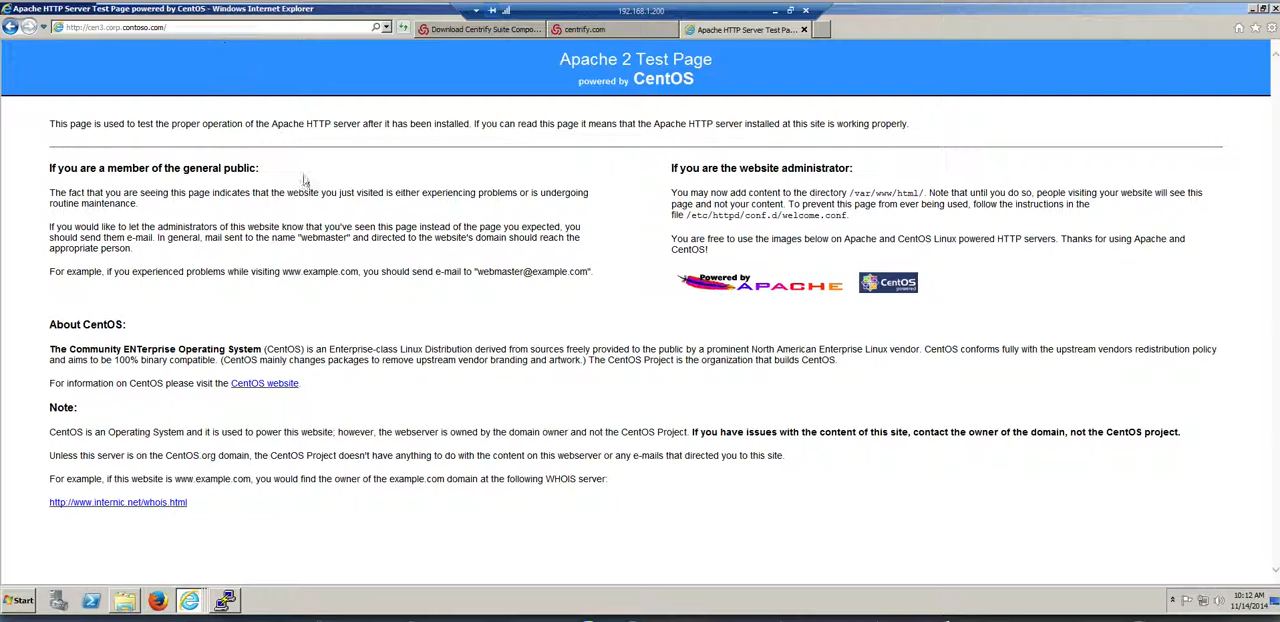 Apache HTTP Server Test Page powered by CentOS - Windows Internet Explorer
192.168.1.200
http://cen3.corp.contoso.com/
Download Centrify Suite Compo...
centrify.com
Apache HTTP Server Test Pa...
Apache 2 Test Page
powered by CentOS
This page is used to test the proper operation of the Apache HTTP server after it has been installed. If you can read this page it means that the Apache HTTP server installed at this site is working properly.
If you are a member of the general public:
The fact that you are seeing this page indicates that the website you just visited is either experiencing problems or is undergoing
routine maintenance.
If you would like to let the administrators of this website know that you've seen this page instead of the page you expected, you
should send them e-mail. In general, mail sent to the name "webmaster" and directed to the website's domain should reach the
appropriate person.
For example, if you experienced problems while visiting www.example.com, you should send e-mail to "webmaster@example.com".
If you are the website administrator:
You may now add content to the directory /var/www/html/. Note that until you do so, people visiting your website will see this
page and not your content. To prevent this page from ever being used, follow the instructions in the
file /etc/httpd/conf.d/welcome.conf.
You are free to use the images below on Apache and CentOS Linux powered HTTP servers. Thanks for using Apache and
CentOS!
Powered by
APACHE
CentOS
powered
About CentOS:
The Community ENTerprise Operating System (CentOS) is an Enterprise-class Linux Distribution derived from sources freely provided to the public by a prominent North American Enterprise Linux vendor. CentOS conforms fully with the upstream vendors redistribution policy
and aims to be 100% binary compatible. (CentOS mainly changes packages to remove upstream vendor branding and artwork.) The CentOS Project is the organization that builds CentOS.
For information on CentOS please visit the CentOS website.
Note:
CentOS is an Operating System and it is used to power this website; however, the webserver is owned by the domain owner and not the CentOS Project. If you have issues with the content of this site, contact the owner of the domain, not the CentOS project.
Unless this server is on the CentOS.org domain, the CentOS Project doesn't have anything to do with the content on this webserver or any e-mails that directed you to this site.
For example, if this website is www.example.com, you would find the owner of the example.com domain at the following WHOIS server:
http://www.internic.net/whois.html
Start
10:12 AM
11/14/2014